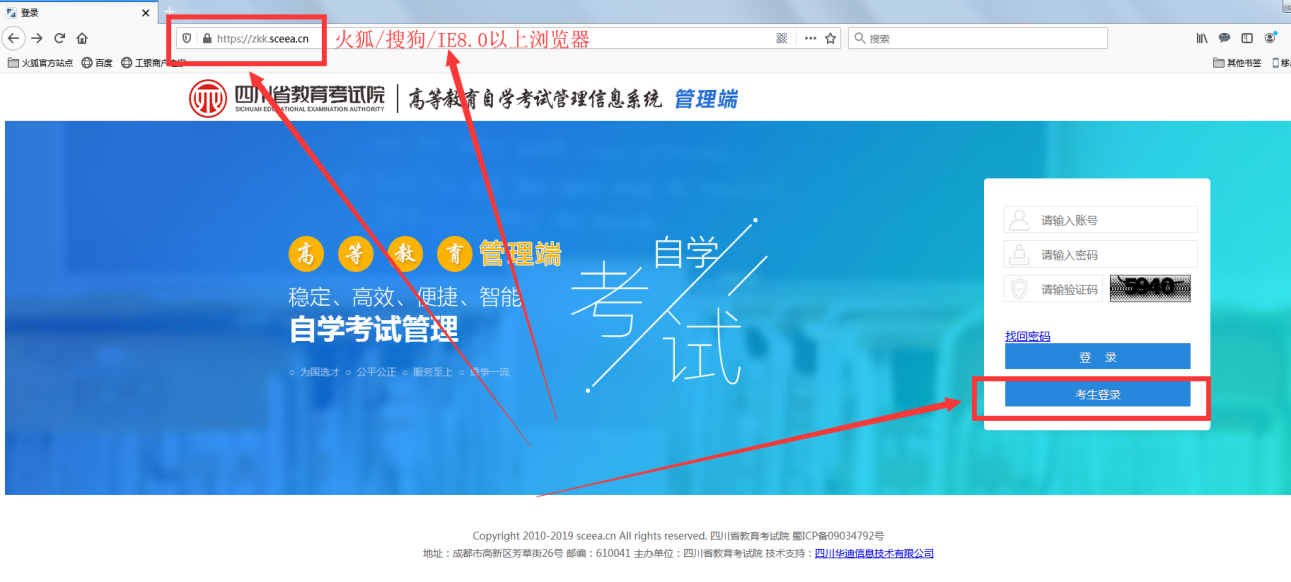 登录
https://zkk.sceea.cn
火狐/搜狗/IE8.0以上浏览器
搜索
火狐官方站点 百度 工银商户
其他书签 移
四川省教育考试院 高等教育自学考试管理信息系统 管理端
SICHUAN EDUCATIONAL EXAMINATION AUTHORITY
高等教育管理端
稳定、高效、便捷、智能
自学考试管理
为国选才 公平公正 服务至上 勇争一流
自学
考
试
请输入账号
请输入密码
请输验证码 5940
找回密码
登 录
考生登录
Copyright 2010-2019 sceea.cn All rights reserved. 四川省教育考试院 蜀ICP备09034792号
地址：成都市高新区芳草街26号 邮编：610041 主办单位：四川省教育考试院 技术支持：四川华迪信息技术有限公司